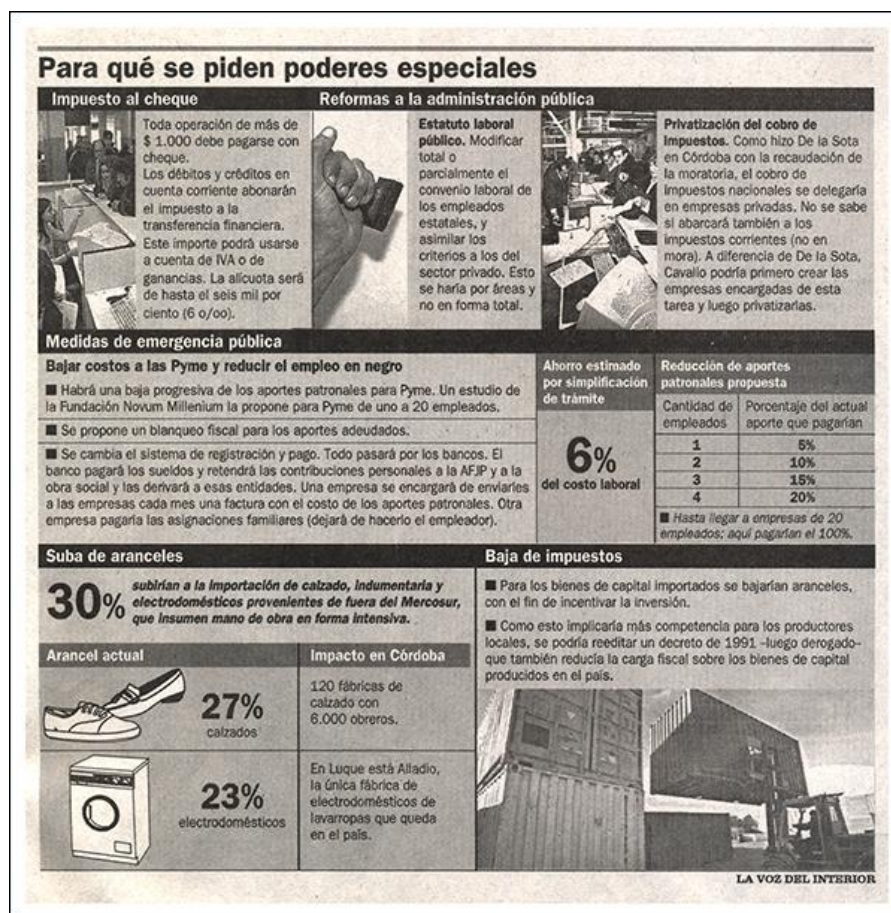 Para qué se piden poderes especiales
Impuesto al cheque
Toda operación de más de
$ 1.000 debe pagarse con
cheque.
Los débitos y créditos en
cuenta corriente abonarán
el impuesto a la
transferencia financiera.
Este importe podrá usarse
a cuenta de IVA o de
ganancias. La alícuota será
de hasta el seis mil por
ciento (6 o/oo).
Reformas a la administración pública
Estatuto laboral
público. Modificar
total o
parcialmente el
convenio laboral de
los empleados
estatales, y
asimilar los
criterios a los del
sector privado. Esto
se haría por áreas y
no en forma total.
Privatización del cobro de
Impuestos. Como hizo De la Sota
en Córdoba con la recaudación de
la moratoria, el cobro de
impuestos nacionales se delegaría
en empresas privadas. No se sabe
si abarcará también a los
impuestos corrientes (no en
mora). A diferencia de De la Sota,
Cavallo podría primero crear las
empresas encargadas de esta
tarea y luego privatizarlas.
Medidas de emergencia pública
Bajar costos a las Pyme y reducir el empleo en negro
■ Habrá una baja progresiva de los aportes patronales para Pyme. Un estudio de
la Fundación Novum Millenium la propone para Pyme de uno a 20 empleados.
■ Se propone un blanqueo fiscal para los aportes adeudados.
■ Se cambia el sistema de registración y pago. Todo pasará por los bancos. El
banco pagará los sueldos y retendrá las contribuciones personales a la AFJP y a la
obra social y las derivará a esas entidades. Una empresa se encargará de enviarles
a las empresas cada mes una factura con el costo de los aportes patronales. Otra
empresa pagaría las asignaciones familiares (dejará de hacerlo el empleador).
Ahorro estimado
por simplificación
de trámite
6%
del costo laboral
Reducción de aportes
patronales propuesta
Cantidad de
empleados
Porcentaje del actual
aporte que pagarían
1 5%
2 10%
3 15%
4 20%
■ Hasta llegar a empresas de 20
empleados; aquí pagarían el 100%.
Suba de aranceles
30%
subirían a la importación de calzado, indumentaria y
electrodomésticos provenientes de fuera del Mercosur,
que insumen mano de obra en forma intensiva.
Arancel actual
Impacto en Córdoba
27%
calzados
120 fábricas de
calzado con
6.000 obreros.
23%
electrodomésticos
En Luque está Alladio,
la única fábrica de
electrodomésticos de
lavarropas que queda
en el país.
Baja de impuestos
■ Para los bienes de capital importados se bajarían aranceles,
con el fin de incentivar la inversión.
■ Como esto implicaría más competencia para los productores
locales, se podría reeditar un decreto de 1991 –luego derogado–
que también reducía la carga fiscal sobre los bienes de capital
producidos en el país.
LA VOZ DEL INTERIOR